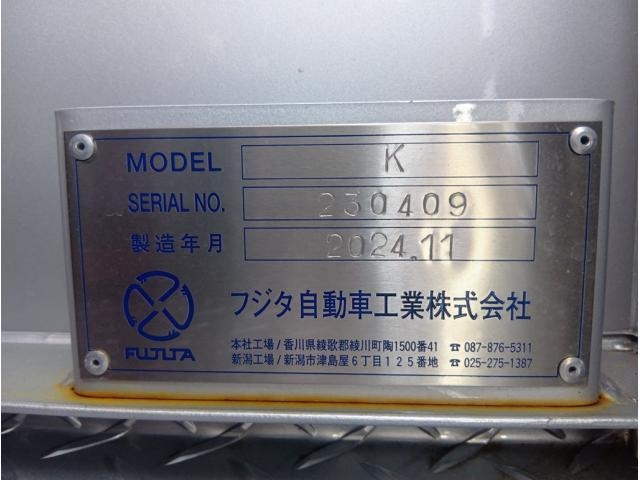 MODEL K
SERIAL NO. 230409
製造年月 2024.11
フジタ自動車工業株式会社
FUJITA
本社工場/香川県綾歌郡綾川町陶1500番41 ☎087-876-5311
新潟工場/新潟市津島屋6丁目125番地 ☎025-275-1387